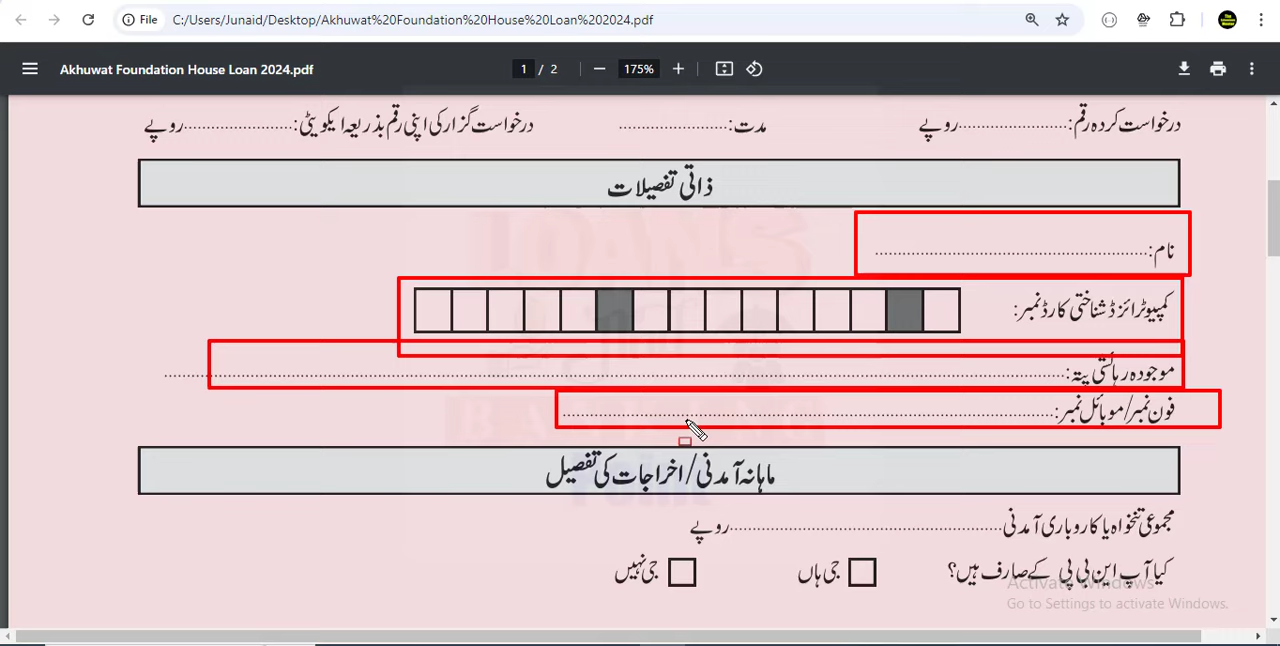 File C:/Users/Junaid/Desktop/Akhuwat%20Foundation%20House%20Loan%202024.pdf
Akhuwat Foundation House Loan 2024.pdf 1 / 2 175%
درخواست کردہ رقم:......................روپے مدت:...................... درخواست گزار کی اپنی رقم بذریعہ ایکویٹی:......................روپے
ذاتی تفصیلات
نام:......................................................
کمپیوٹرائزڈ شناختی کارڈ نمبر:
موجودہ رہائشی پتہ:......................................................
فون نمبر/موبائل نمبر:......................................................
ماہانہ آمدنی/اخراجات کی تفصیل
مجموعی تنخواہ یا کاروباری آمدنی......................................................روپے
کیا آپ این بی پی کے صارف ہیں؟ جی ہاں جی نہیں
Activate Windows
Go to Settings to activate Windows.
LOANS